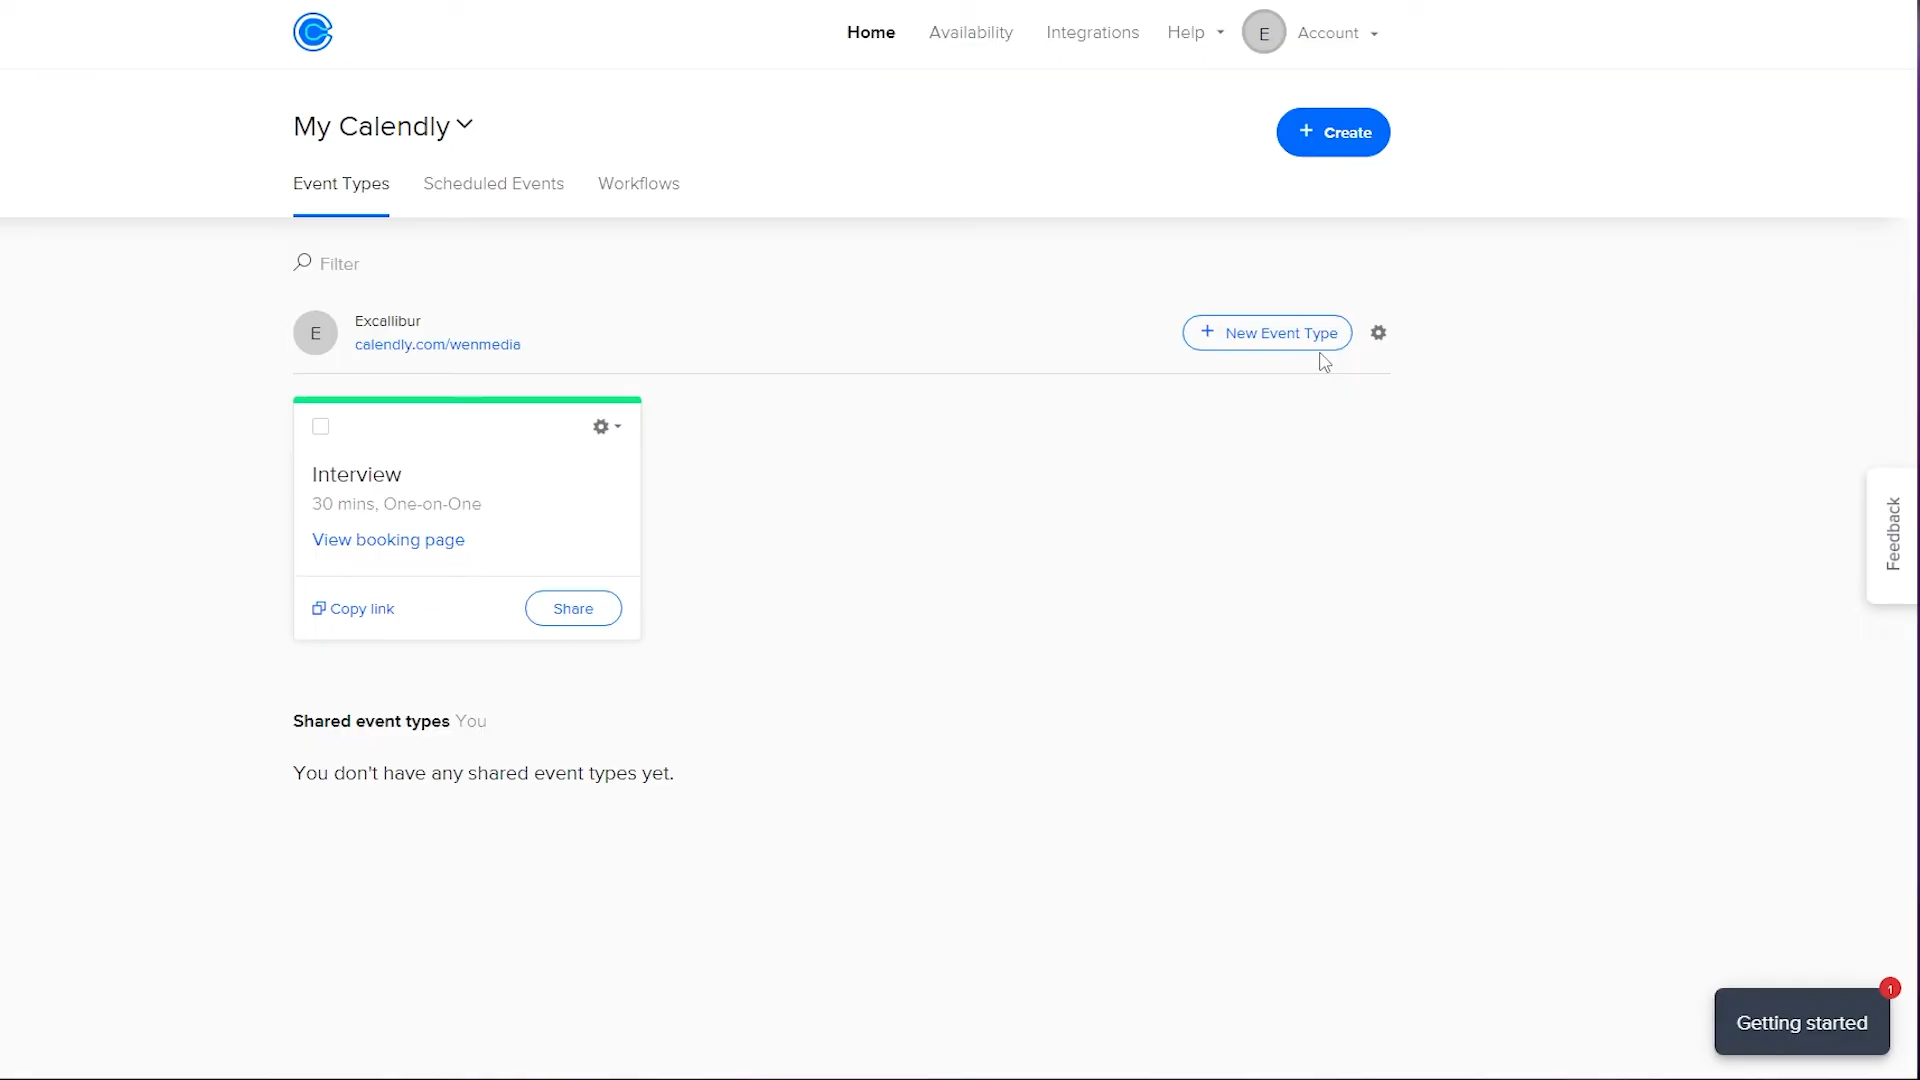 Home Availability Integrations Help E Account
My Calendly
+ Create
Event Types Scheduled Events Workflows
Filter
E
Excallibur
calendly.com/wenmedia
+ New Event Type
Interview
30 mins, One-on-One
View booking page
Copy link
Share
Feedback
Shared event types You
You don't have any shared event types yet.
1
Getting started